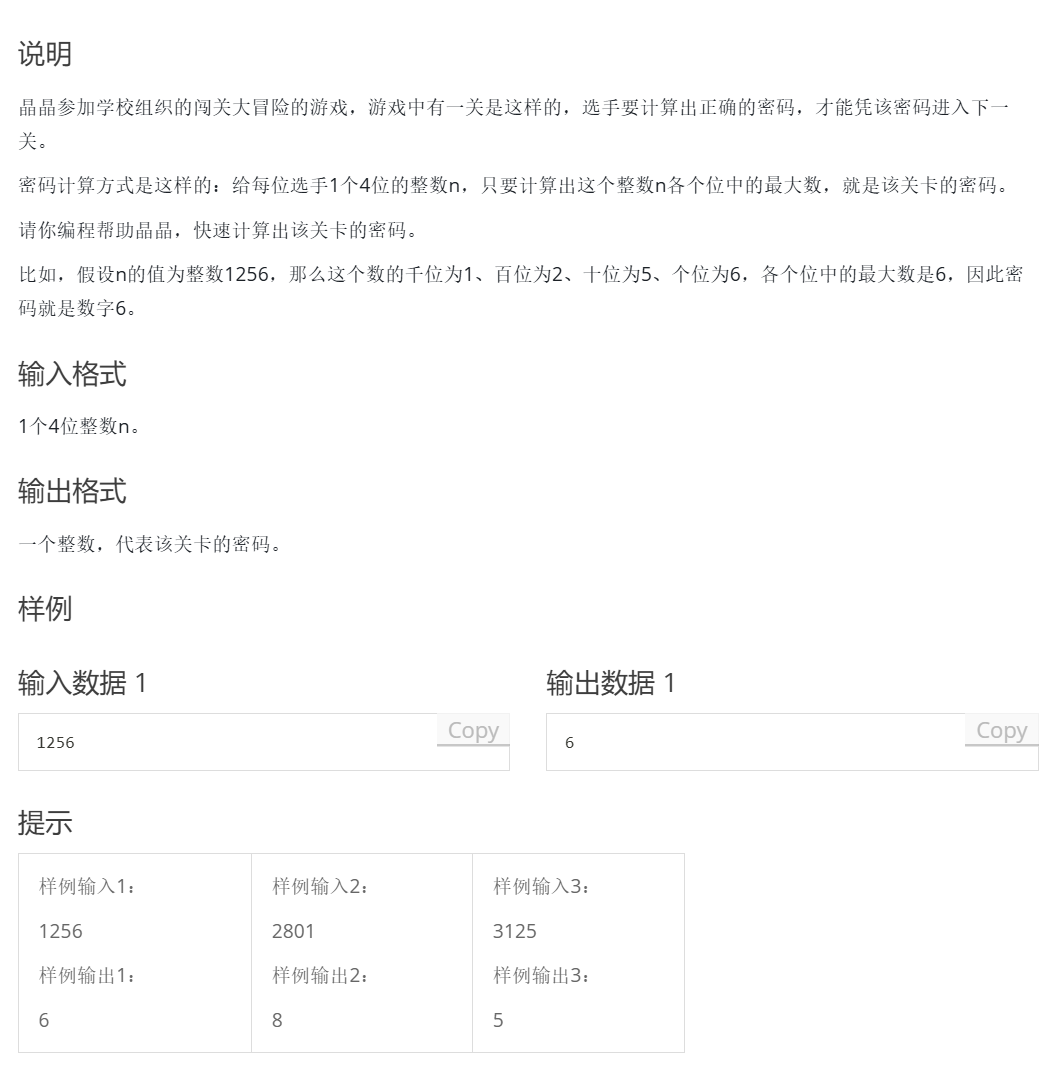 说明
晶晶参加学校组织的闯关大冒险的游戏，游戏中有一关是这样的，选手要计算出正确的密码，才能凭该密码进入下一
关。
密码计算方式是这样的：给每位选手1个4位的整数n，只要计算出这个整数n各个位中的最大数，就是该关卡的密码。
请你编程帮助晶晶，快速计算出该关卡的密码。
比如，假设n的值为整数1256，那么这个数的千位为1、百位为2、十位为5、个位为6，各个位中的最大数是6，因此密
码就是数字6。
输入格式
1个4位整数n。
输出格式
一个整数，代表该关卡的密码。
样例
输入数据 1
Copy
1256
输出数据 1
Copy
6
提示
样例输入1：
1256
样例输出1：
6
样例输入2：
2801
样例输出2：
8
样例输入3：
3125
样例输出3：
5